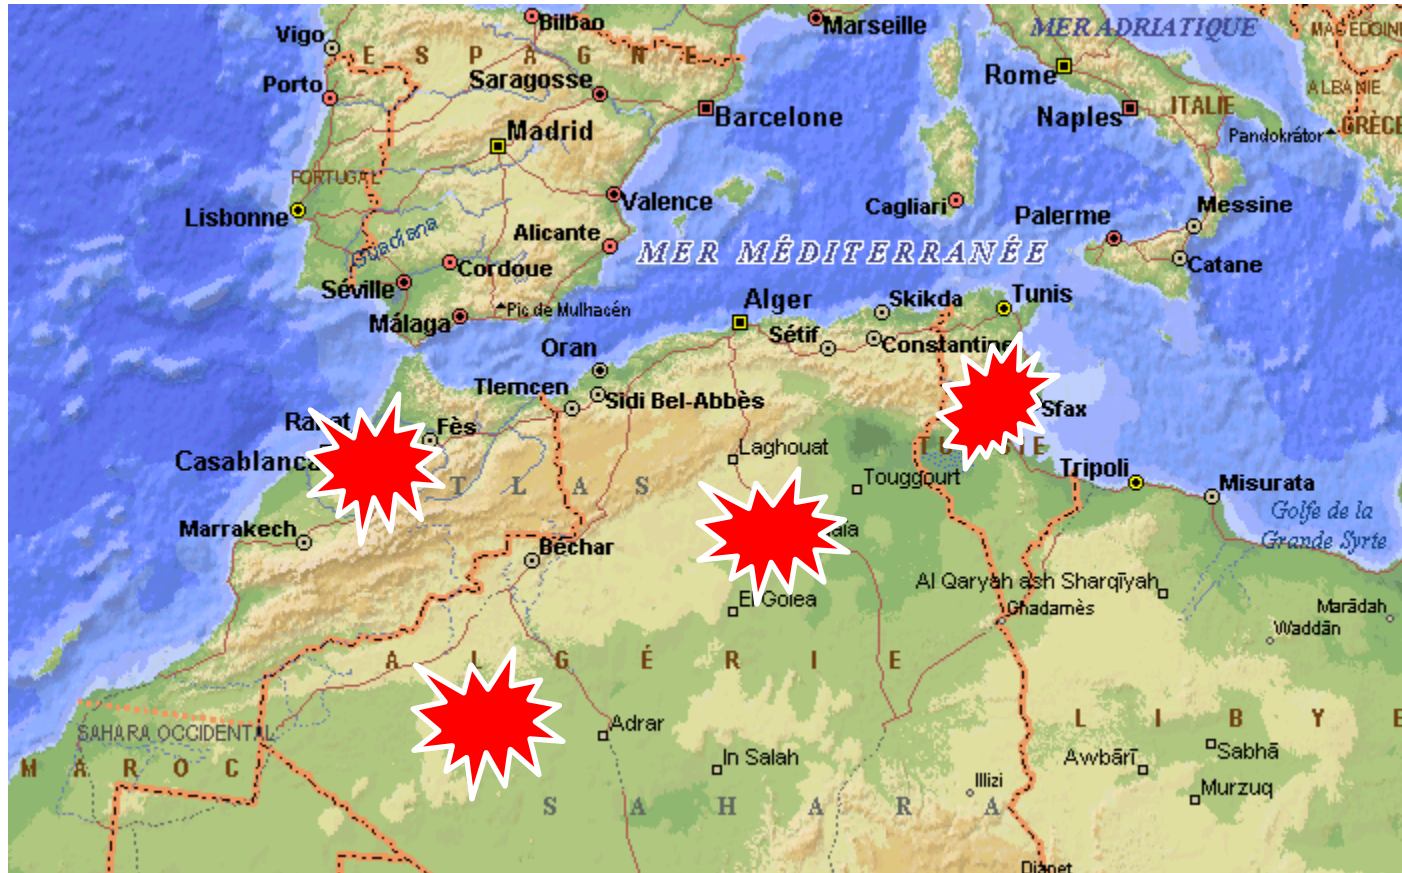 Bilbao
Marseille
MER ADRIATIQUE
Vigo
ESPAGNE
Rome
Saragosse
Porto
ALBANIE
Naples
ITALIE
Barcelone
GRÈCE
Madrid
Pandokrátor
PORTUGAL
Valence
Cagliari
Palerme
Messine
Lisbonne
Guadiana
Alicante
MER MÉDITERRANÉE
Cordoue
Catane
Séville
Pic de Mulhacén
Alger
Skikda
Tunis
Málaga
Sétif
Constantine
Oran
Tlemcen
Sidi Bel-Abbès
Sfax
Fès
Laghouat
Casablanca
Tripoli
Touggourt
TLAS
Misurata
Golfe de la
Grande Syrte
Marrakech
Béchar
Al Qaryah ash Sharqīyah
El Golea
Ghadamès
Marādah
Waddān
ALGÉRIE
SAHARA OCCIDENTAL
Adrar
LIBYE
MAROC
In Salah
Awbārī
Sabhā
Illizi
Murzuq
SAHARA